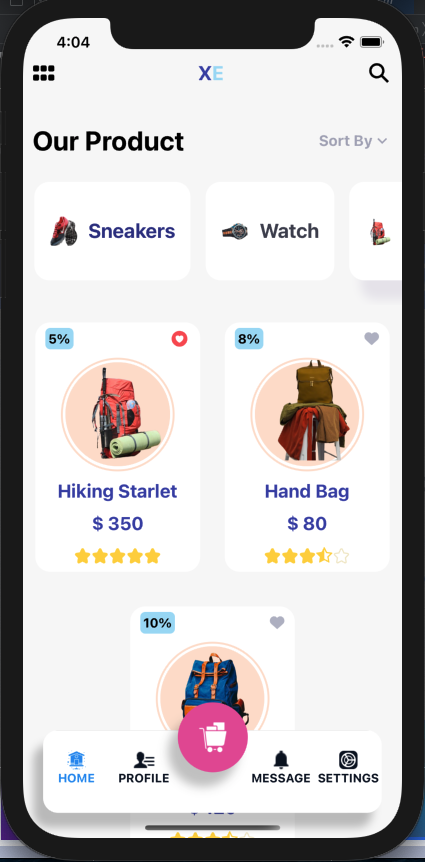 4:04
XE
Our Product
Sort By
Sneakers
Watch
5%
8%
Hiking Starlet
Hand Bag
$ 350
$ 80
10%
HOME
PROFILE
MESSAGE
SETTINGS